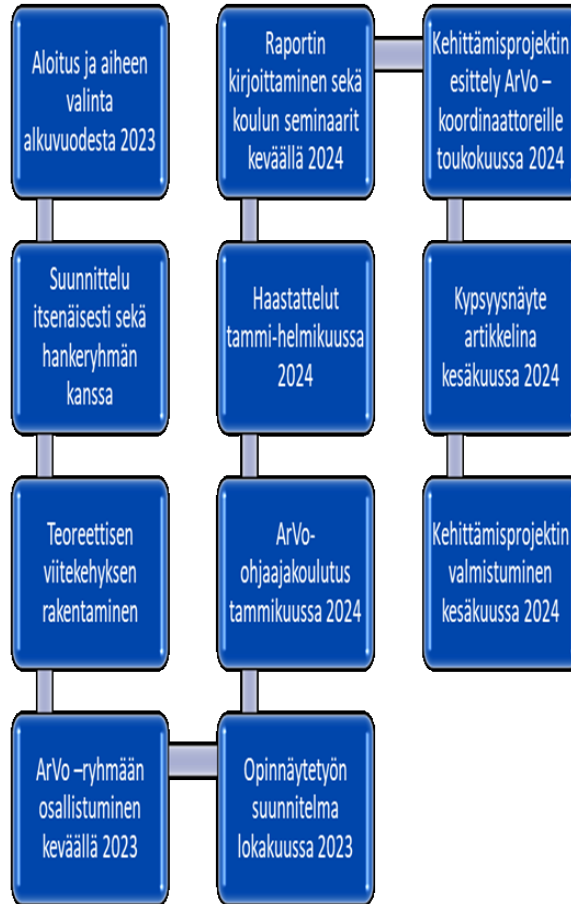 Aloitus ja aiheen
valinta
alkuvuodesta 2023
Suunnittelu
itsenäisesti sekä
hankeryhmän
kanssa
Teoreettisen
viitekehyksen
rakentaminen
ArVo –ryhmään
osallistuminen
keväällä 2023
Opinnäytetyön
suunnitelma
lokakuussa 2023
ArVo-
ohjaajakoulutus
tammikuussa 2024
Haastattelut
tammi-helmikuussa
2024
Raportin
kirjoittaminen sekä
koulun seminaarit
keväällä 2024
Kehittämisprojektin
esittely ArVo –
koordinaattoreille
toukokuussa 2024
Kypsyysnäyte
artikkelina
kesäkuussa 2024
Kehittämisprojektin
valmistuminen
kesäkuussa 2024